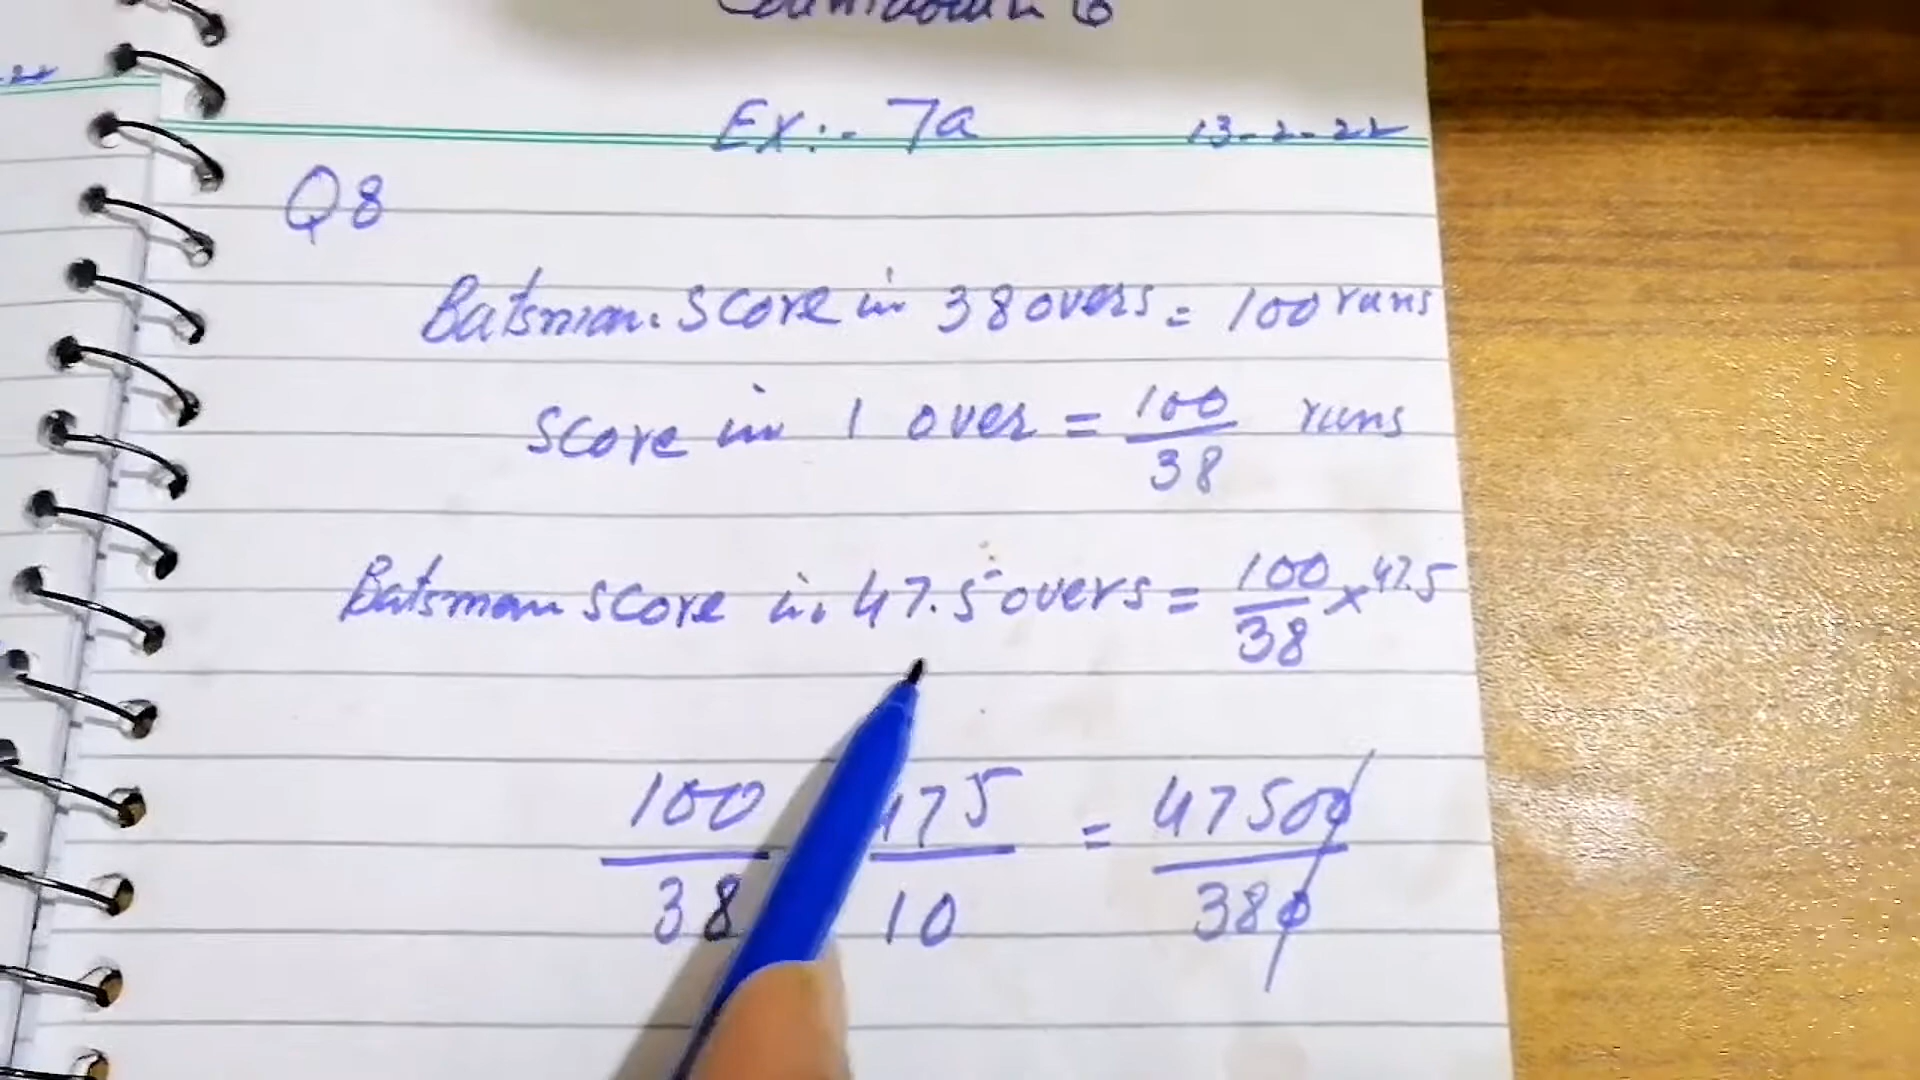 Ex:- 7a 13-2-22
Q8
Batsman. Score in 38 overs = 100 runs
Score in 1 over = 100/38 runs
Batsman score in 47.5 overs = 100/38 x 47.5
100/38 475/10 = 47500/380